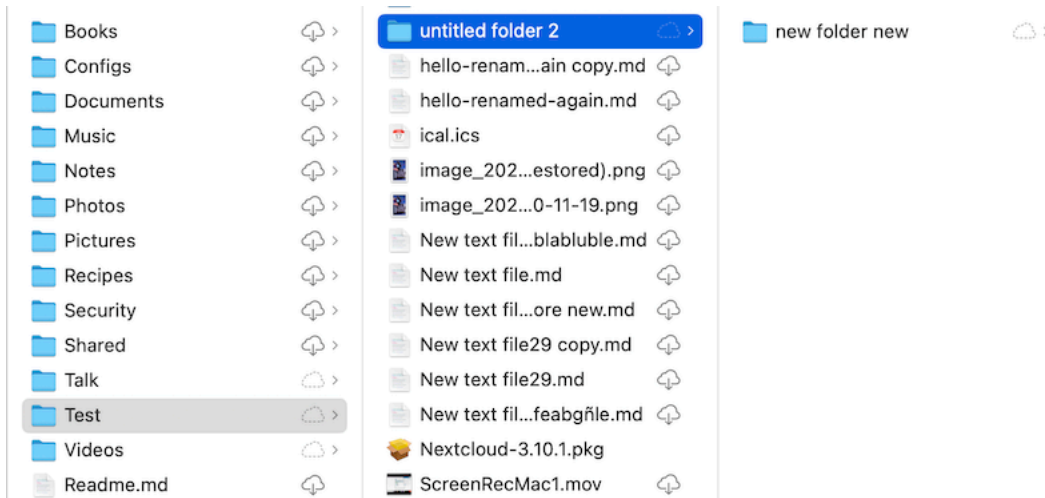 Books
Configs
Documents
Music
Notes
Photos
Pictures
Recipes
Security
Shared
Talk
Test
Videos
Readme.md
untitled folder 2
hello-renam...ain copy.md
hello-renamed-again.md
ical.ics
image_202...estored).png
image_202...0-11-19.png
New text fil...blabluble.md
New text file.md
New text fil...ore new.md
New text file29 copy.md
New text file29.md
New text fil...feabgñle.md
Nextcloud-3.10.1.pkg
ScreenRecMac1.mov
new folder new